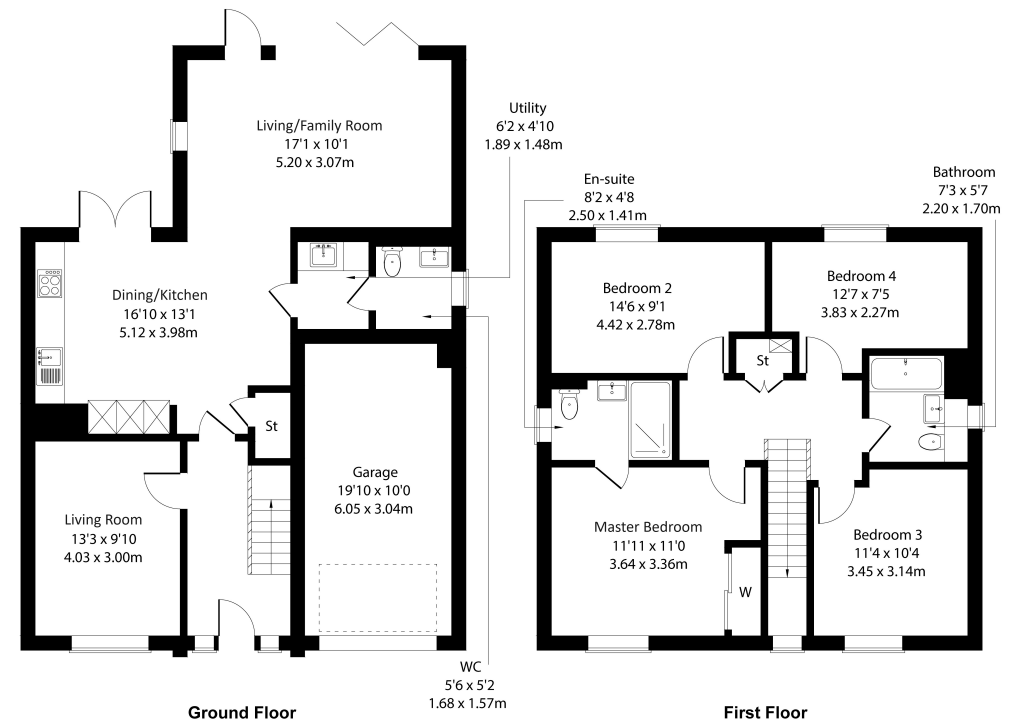 Living/Family Room
17'1 x 10'1
5.20 x 3.07m
Utility
6'2 x 4'10
1.89 x 1.48m
Dining/Kitchen
16'10 x 13'1
5.12 x 3.98m
St
Garage
19'10 x 10'0
6.05 x 3.04m
Living Room
13'3 x 9'10
4.03 x 3.00m
WC
5'6 x 5'2
1.68 x 1.57m
Ground Floor
En-suite
8'2 x 4'8
2.50 x 1.41m
Bathroom
7'3 x 5'7
2.20 x 1.70m
Bedroom 2
14'6 x 9'1
4.42 x 2.78m
Bedroom 4
12'7 x 7'5
3.83 x 2.27m
St
Master Bedroom
11'11 x 11'0
3.64 x 3.36m
W
Bedroom 3
11'4 x 10'4
3.45 x 3.14m
First Floor